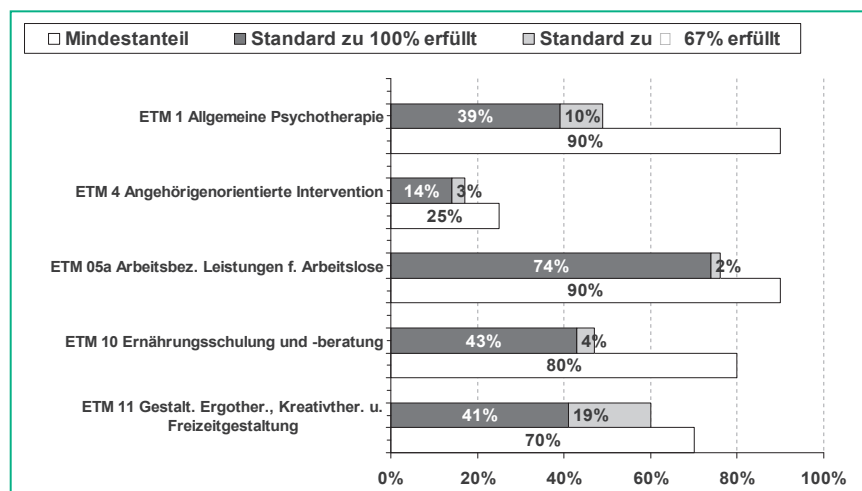 Mindestanteil Standard zu 100% erfüllt Standard zu □ 67% erfüllt
ETM 1 Allgemeine Psychotherapie 39% 10%
90%
ETM 4 Angehörigenorientierte Intervention 14% 3%
25%
ETM 05a Arbeitsbez. Leistungen f. Arbeitslose 74% 2%
90%
ETM 10 Ernährungsschulung und -beratung 43% 4%
80%
ETM 11 Gestalt. Ergother., Kreativther. u.
Freizeitgestaltung 41% 19%
70%
0% 20% 40% 60% 80% 100%